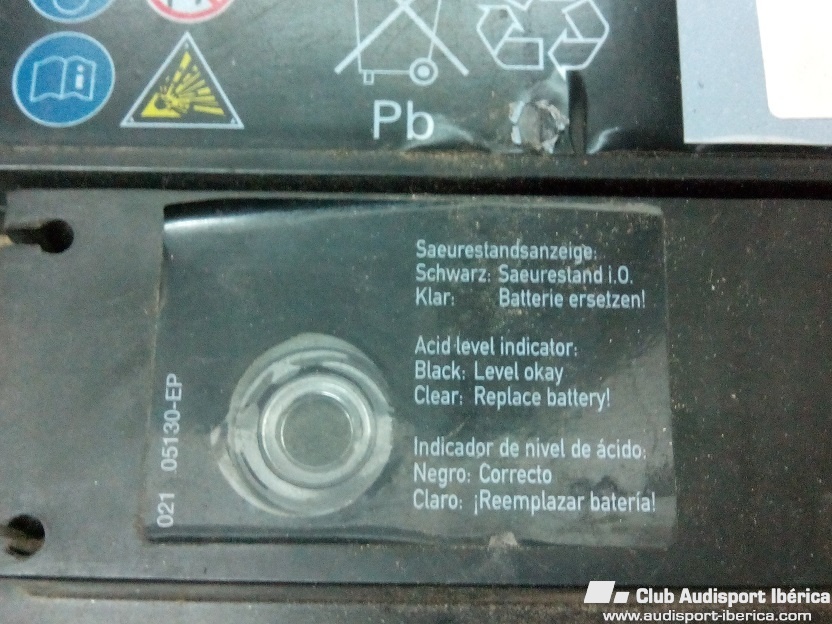 Pb
Saeurestandsanzeige:
Schwarz: Saeurestand i.O.
Klar: Batterie ersetzen!
Acid level indicator:
Black: Level okay
Clear: Replace battery!
Indicador de nivel de ácido:
Negro: Correcto
Claro: ¡Reemplazar batería!
021 05130-EP
Club Audisport Ibérica
www.audisport-iberica.com